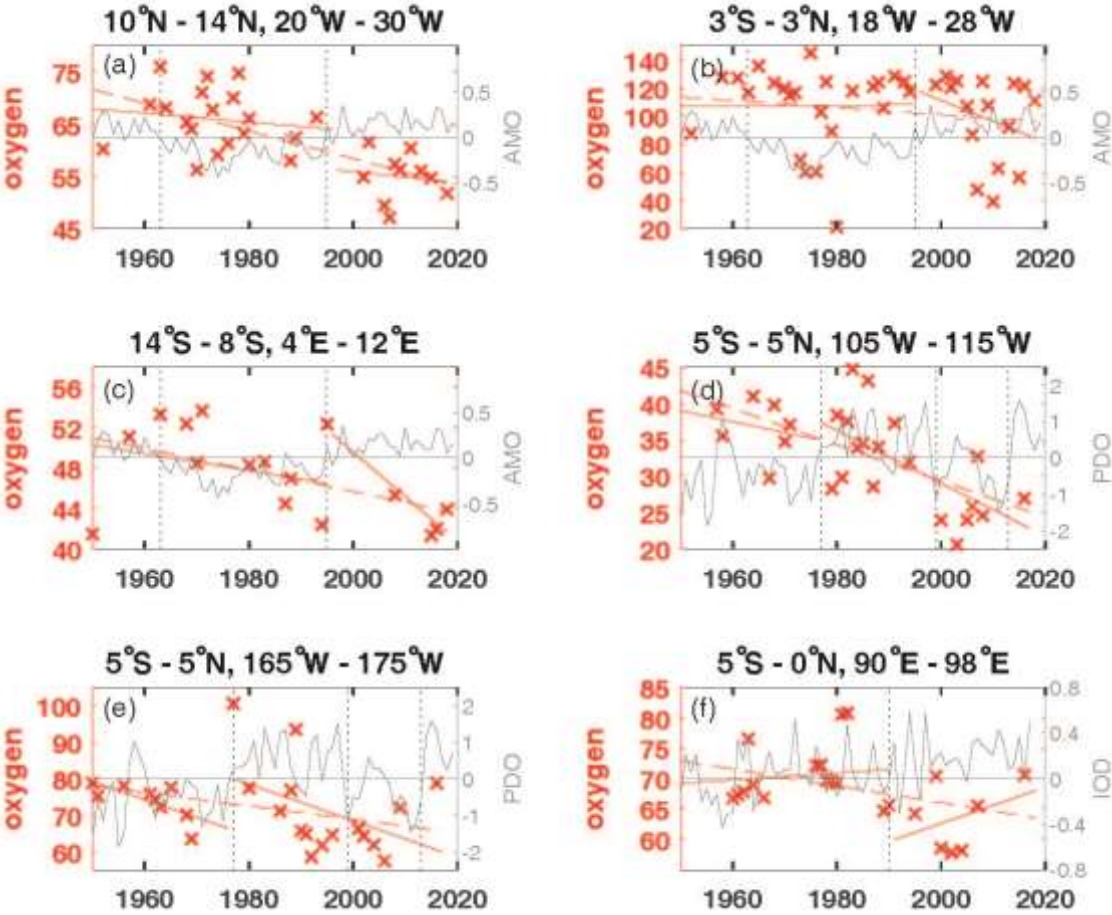 10°N - 14°N, 20°W - 30°W
(a)
oxygen
75
65
55
45
0.5
0
-0.5
AMO
1960 1980 2000 2020
3°S - 3°N, 18°W - 28°W
(b)
oxygen
140
120
100
80
60
40
20
0.5
0
-0.5
AMO
1960 1980 2000 2020
14°S - 8°S, 4°E - 12°E
(c)
oxygen
56
52
48
44
40
0.5
0
-0.5
AMO
1960 1980 2000 2020
5°S - 5°N, 105°W - 115°W
(d)
oxygen
45
40
35
30
25
20
2
1
0
-1
-2
PDO
1960 1980 2000 2020
5°S - 5°N, 165°W - 175°W
(e)
oxygen
100
90
80
70
60
2
1
0
-1
-2
PDO
1960 1980 2000 2020
5°S - 0°N, 90°E - 98°E
(f)
oxygen
85
80
75
70
65
60
0.8
0.4
0
-0.4
-0.8
IOD
1960 1980 2000 2020